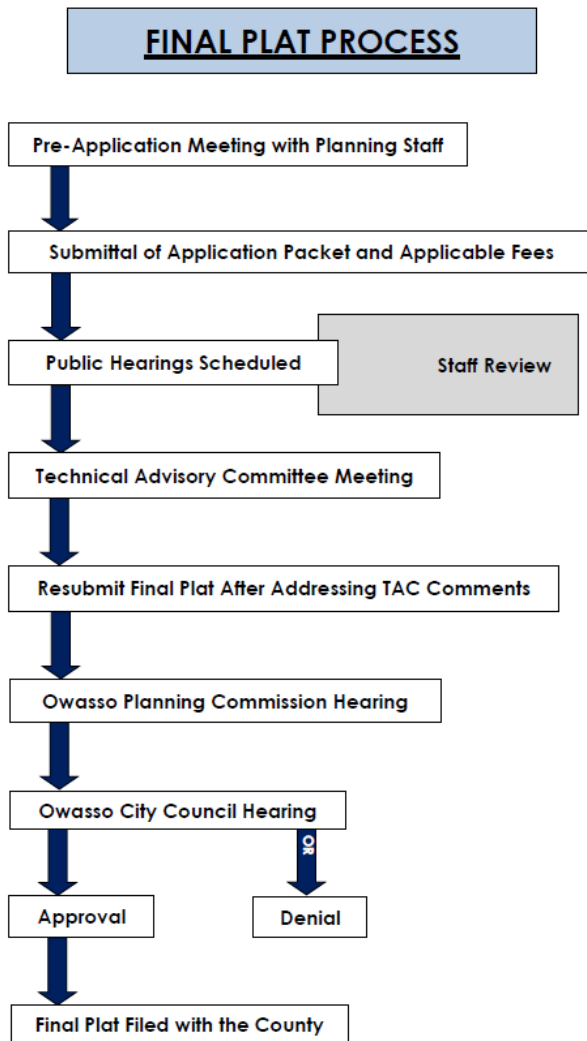 FINAL PLAT PROCESS
Pre-Application Meeting with Planning Staff
Submittal of Application Packet and Applicable Fees
Public Hearings Scheduled
Staff Review
Technical Advisory Committee Meeting
Resubmit Final Plat After Addressing TAC Comments
Owasso Planning Commission Hearing
Owasso City Council Hearing
OR
Approval
Denial
Final Plat Filed with the County